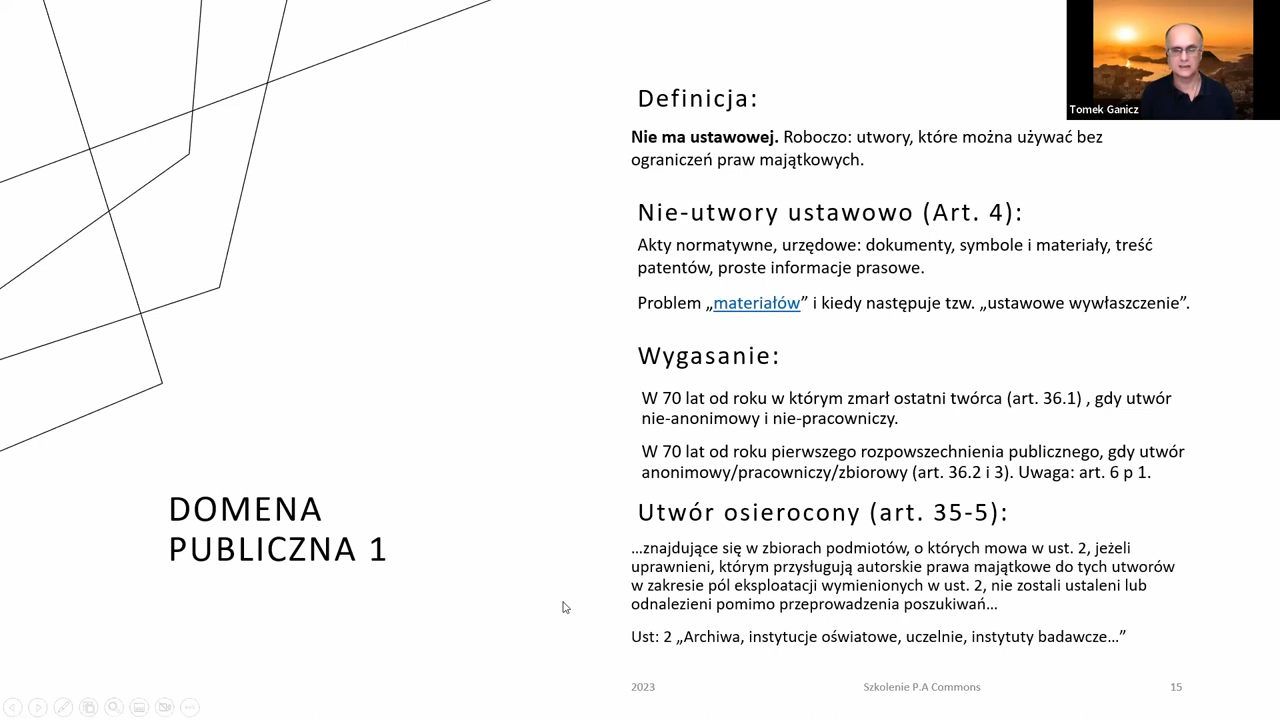 Tomek Ganicz
Definicja:
Nie ma ustawowej. Roboczo: utwory, które można używać bez
ograniczeń praw majątkowych.
Nie-utwory ustawowo (Art. 4):
Akty normatywne, urzędowe: dokumenty, symbole i materiały, treść
patentów, proste informacje prasowe.
Problem „materiałów” i kiedy następuje tzw. „ustawowe wywłaszczenie”.
Wygasanie:
W 70 lat od roku w którym zmarł ostatni twórca (art. 36.1) , gdy utwór
nie-anonimowy i nie-pracowniczy.
W 70 lat od roku pierwszego rozpowszechnienia publicznego, gdy utwór
anonimowy/pracowniczy/zbiorowy (art. 36.2 i 3). Uwaga: art. 6 p 1.
DOMENA
PUBLICZNA 1
Utwór osierocony (art. 35-5):
...znajdujące się w zbiorach podmiotów, o których mowa w ust. 2, jeżeli
uprawnieni, którym przysługują autorskie prawa majątkowe do tych utworów
w zakresie pól eksploatacji wymienionych w ust. 2, nie zostali ustaleni lub
odnalezieni pomimo przeprowadzenia poszukiwań...
Ust: 2 „Archiwa, instytucje oświatowe, uczelnie, instytuty badawcze...”
2023 Szkolenie P.A Commons 15